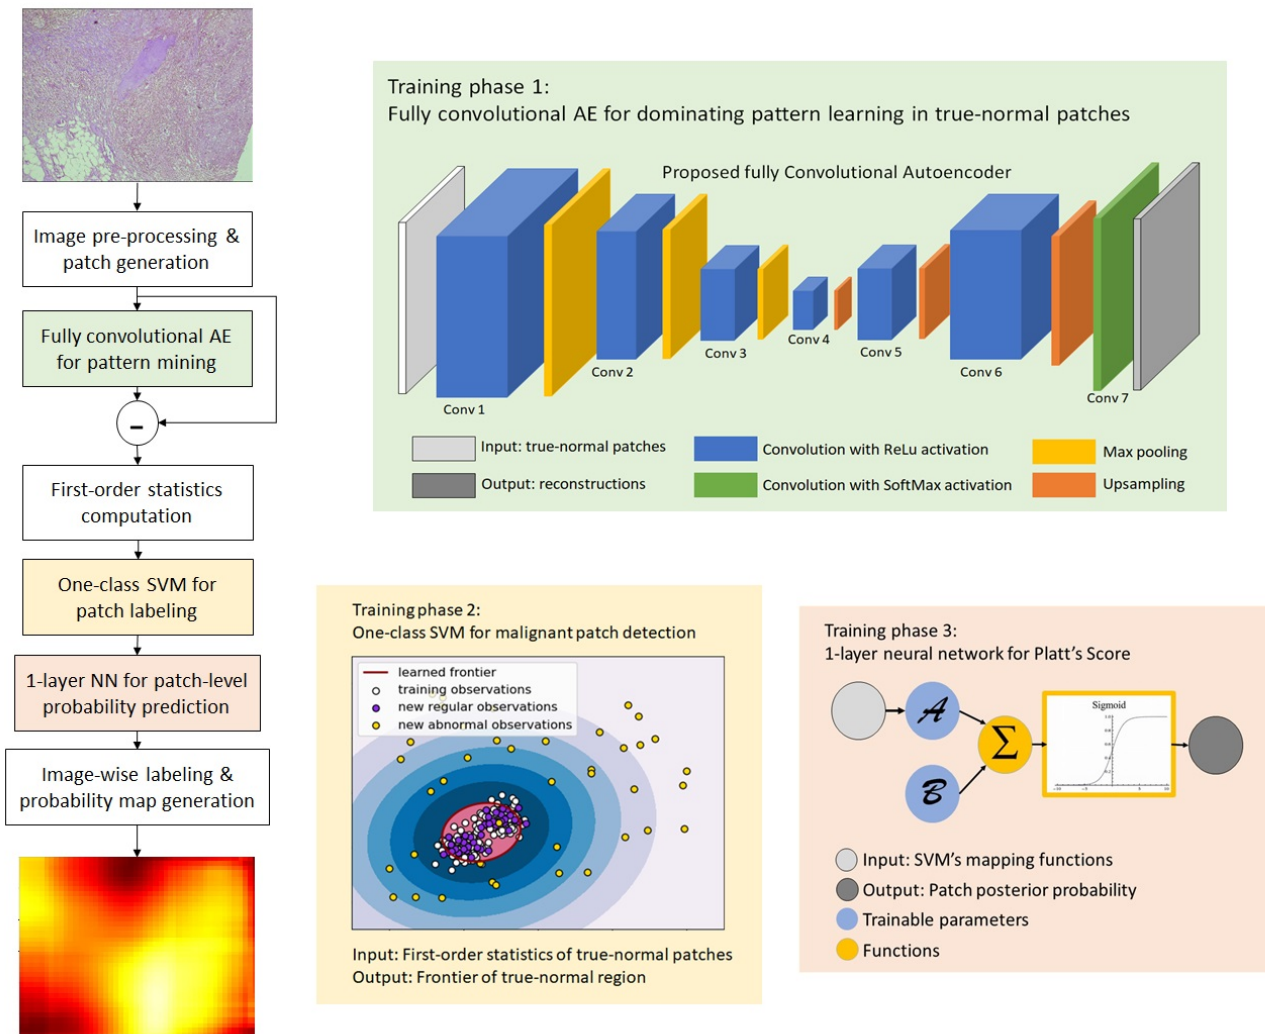 Image pre-processing &
patch generation
Fully convolutional AE
for pattern mining
-
First-order statistics
computation
One-class SVM for
patch labeling
1-layer NN for patch-level
probability prediction
Image-wise labeling &
probability map generation
Training phase 1:
Fully convolutional AE for dominating pattern learning in true-normal patches
Proposed fully Convolutional Autoencoder
Conv 1
Conv 2
Conv 3
Conv 4
Conv 5
Conv 6
Conv 7
Input: true-normal patches
Output: reconstructions
Convolution with ReLu activation
Convolution with SoftMax activation
Max pooling
Upsampling
Training phase 2:
One-class SVM for malignant patch detection
learned frontier
training observations
new regular observations
new abnormal observations
Input: First-order statistics of true-normal patches
Output: Frontier of true-normal region
Training phase 3:
1-layer neural network for Platt's Score
A
B
Σ
Sigmoid
Input: SVM's mapping functions
Output: Patch posterior probability
Trainable parameters
Functions